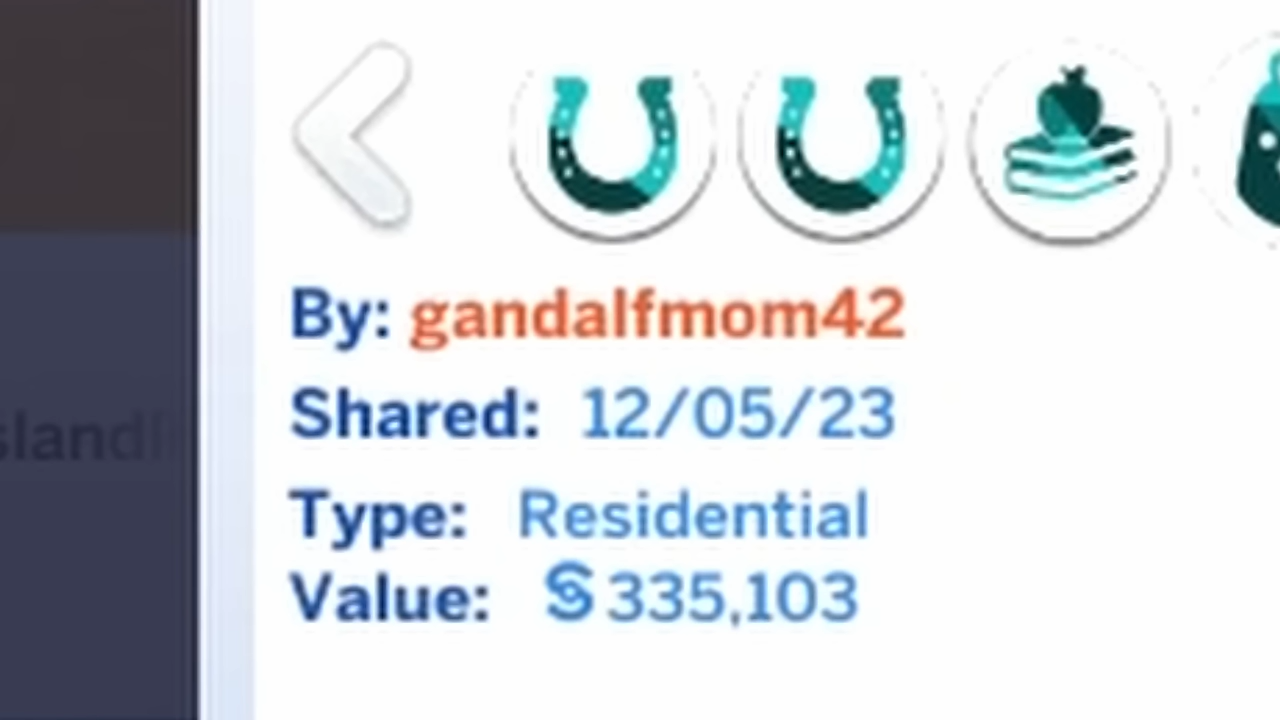 By: gandalfmom42
Shared: 12/05/23
Type: Residential
Value: §335,103